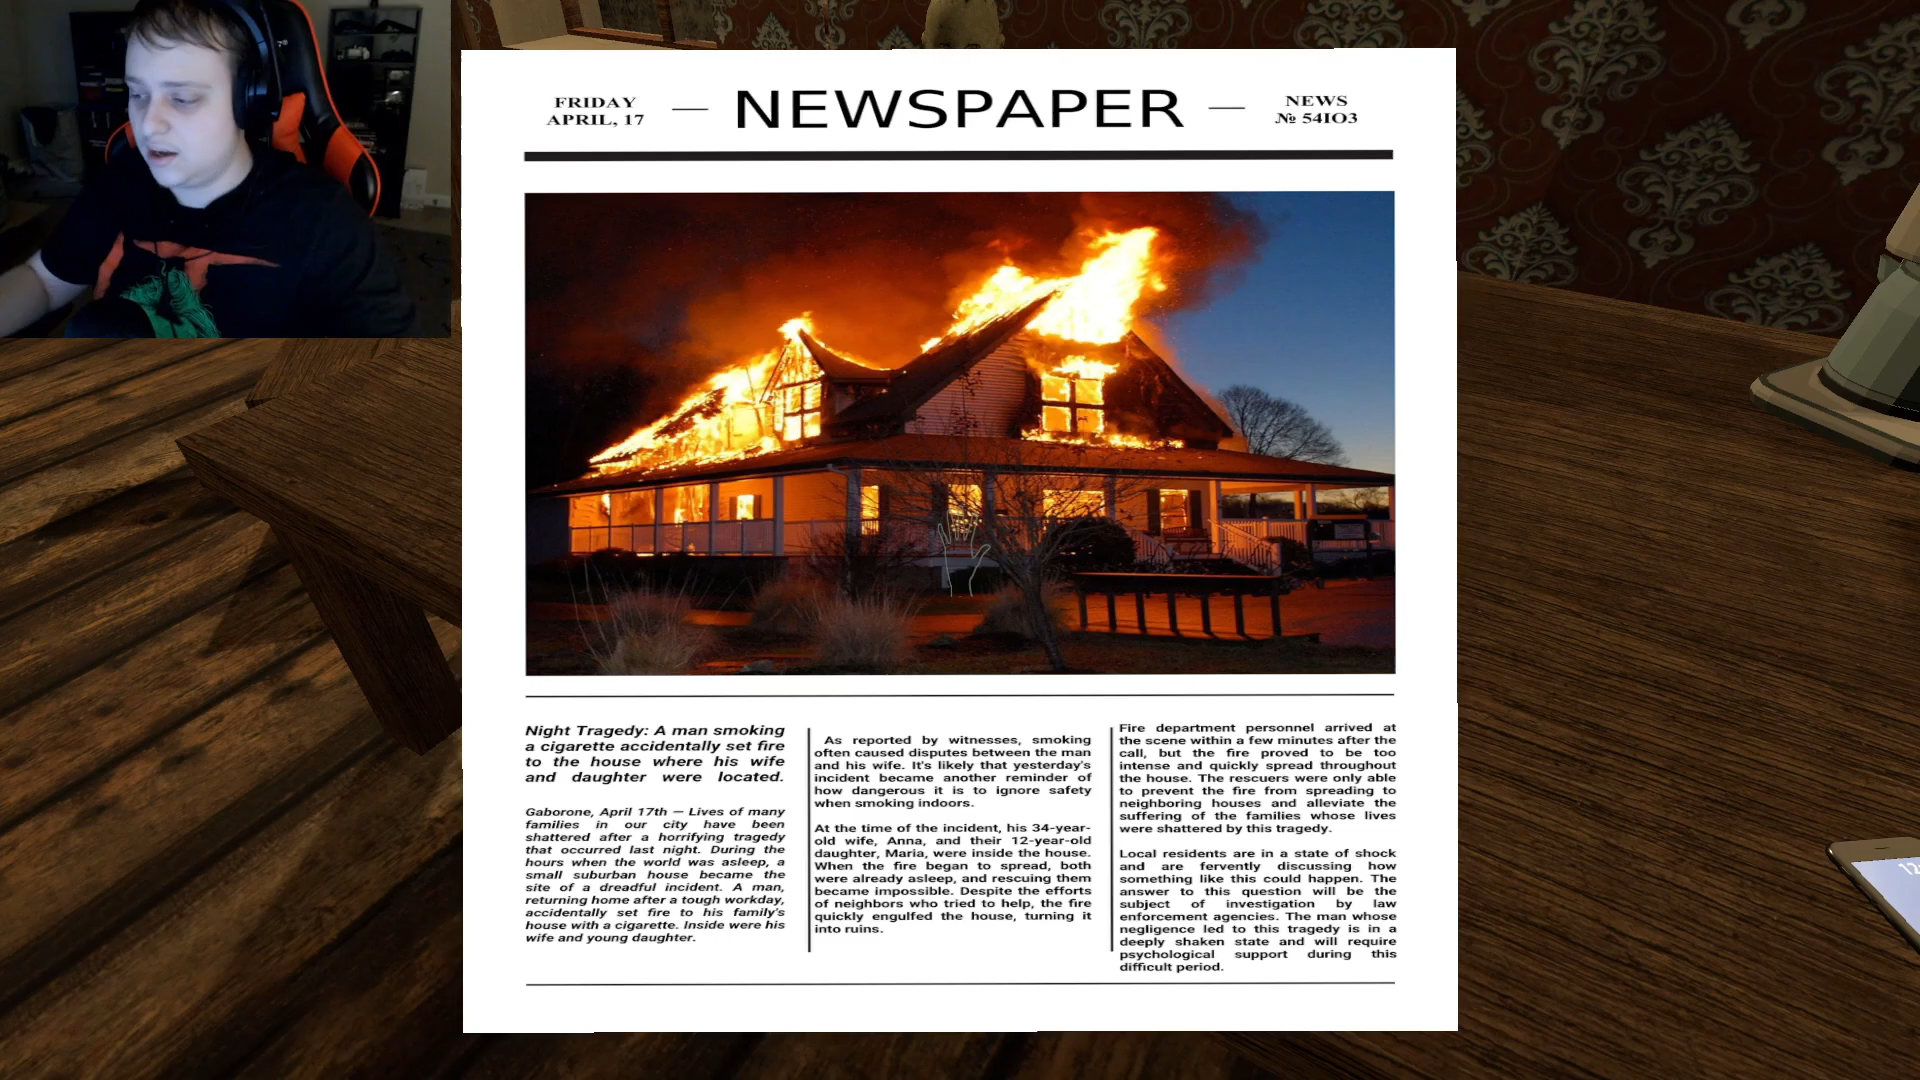 FRIDAY
APRIL, 17
NEWSPAPER
NEWS
№ 54IO3
Night Tragedy: A man smoking
a cigarette accidentally set fire
to the house where his wife
and daughter were located.
Gaborone, April 17th — Lives of many
families in our city have been
shattered after a horrifying tragedy
that occurred last night. During the
hours when the world was asleep, a
small suburban house became the
site of a dreadful incident. A man,
returning home after a tough workday,
accidentally set fire to his family's
house with a cigarette. Inside were his
wife and young daughter.
As reported by witnesses, smoking
often caused disputes between the man
and his wife. It's likely that yesterday's
incident became another reminder of
how dangerous it is to ignore safety
when smoking indoors.
At the time of the incident, his 34-year-
old wife, Anna, and their 12-year-old
daughter, Maria, were inside the house.
When the fire began to spread, both
were already asleep, and rescuing them
became impossible. Despite the efforts
of neighbors who tried to help, the fire
quickly engulfed the house, turning it
into ruins.
Fire department personnel arrived at
the scene within a few minutes after the
call, but the fire proved to be too
intense and quickly spread throughout
the house. The rescuers were only able
to prevent the fire from spreading to
neighboring houses and alleviate the
suffering of the families whose lives
were shattered by this tragedy.
Local residents are in a state of shock
and are fervently discussing how
something like this could happen. The
answer to this question will be the
subject of investigation by law
enforcement agencies. The man whose
negligence led to this tragedy is in a
deeply shaken state and will require
psychological support during this
difficult period.